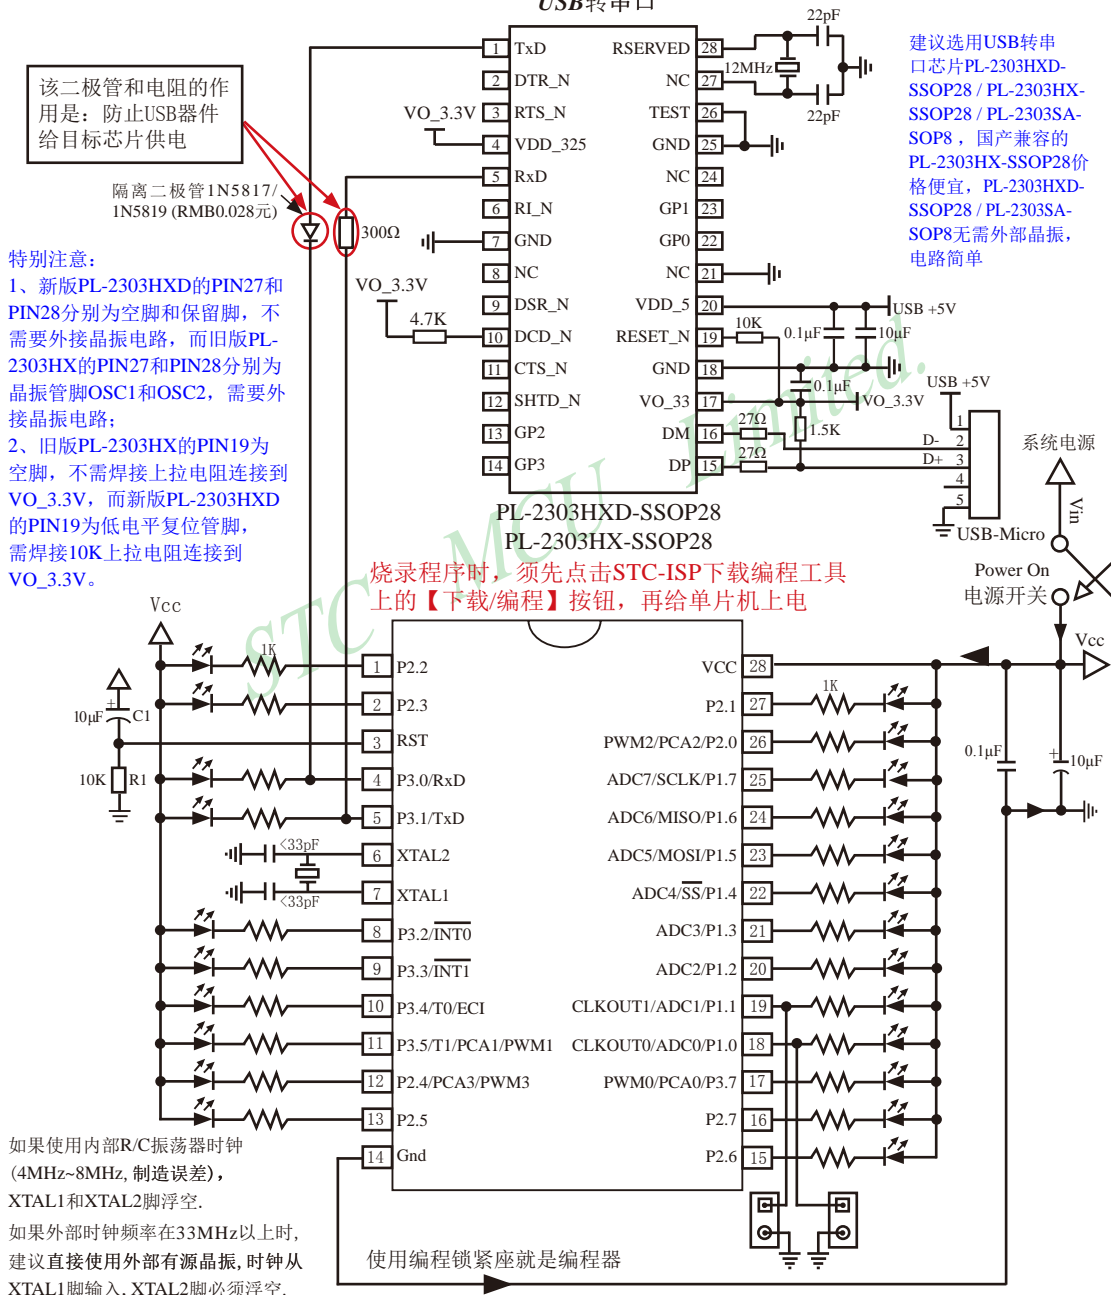 USB转串口
22pF
12MHz
22pF
1 TxD
2 DTR_N
3 RTS_N
4 VDD_325
5 RxD
6 RI_N
7 GND
8 NC
9 DSR_N
10 DCD_N
11 CTS_N
12 SHTD_N
13 GP2
14 GP3
RSERVED 28
NC 27
TEST 26
GND 25
NC 24
GP1 23
GP0 22
NC 21
VDD_5 20
RESET_N 19
GND 18
VO_33 17
DM 16
DP 15
VO_3.3V
VO_3.3V
4.7K
该二极管和电阻的作
用是：防止USB器件
给目标芯片供电
隔离二极管1N5817/
1N5819 (RMB0.028元)
300Ω
建议选用USB转串
口芯片PL-2303HXD-
SSOP28 / PL-2303HX-
SSOP28 / PL-2303SA-
SOP8，国产兼容的
PL-2303HX-SSOP28价
格便宜，PL-2303HXD-
SSOP28 / PL-2303SA-
SOP8无需外部晶振，
电路简单
特别注意：
1、新版PL-2303HXD的PIN27和
PIN28分别为空脚和保留脚，不
需要外接晶振电路，而旧版PL-
2303HX的PIN27和PIN28分别为
晶振管脚OSC1和OSC2，需要外
接晶振电路；
2、旧版PL-2303HX的PIN19为
空脚，不需焊接上拉电阻连接到
VO_3.3V，而新版PL-2303HXD
的PIN19为低电平复位管脚，
需焊接10K上拉电阻连接到
VO_3.3V。
USB +5V
10K
0.1μF
10μF
0.1μF
VO_3.3V
27Ω
1.5K
27Ω
USB +5V
1
D- 2
D+ 3
4
5
USB-Micro
系统电源
Vin
Power On
电源开关
Vcc
PL-2303HXD-SSOP28
PL-2303HX-SSOP28
STC MCU Limited.
烧录程序时，须先点击STC-ISP下载编程工具
上的【下载/编程】按钮，再给单片机上电
Vcc
1K
10μF
+
C1
10K
R1
<33pF
<33pF
1 P2.2
2 P2.3
3 RST
4 P3.0/RxD
5 P3.1/TxD
6 XTAL2
7 XTAL1
8 P3.2/INT0
9 P3.3/INT1
10 P3.4/T0/ECI
11 P3.5/T1/PCA1/PWM1
12 P2.4/PCA3/PWM3
13 P2.5
14 Gnd
VCC 28
P2.1 27
PWM2/PCA2/P2.0 26
ADC7/SCLK/P1.7 25
ADC6/MISO/P1.6 24
ADC5/MOSI/P1.5 23
ADC4/SS/P1.4 22
ADC3/P1.3 21
ADC2/P1.2 20
CLKOUT1/ADC1/P1.1 19
CLKOUT0/ADC0/P1.0 18
PWM0/PCA0/P3.7 17
P2.7 16
P2.6 15
1K
0.1μF
+
10μF
如果使用内部R/C振荡器时钟
(4MHz~8MHz, 制造误差)，
XTAL1和XTAL2脚浮空.
如果外部时钟频率在33MHz以上时,
建议直接使用外部有源晶振, 时钟从
XTAL1脚输入, XTAL2脚必须浮空.
使用编程锁紧座就是编程器